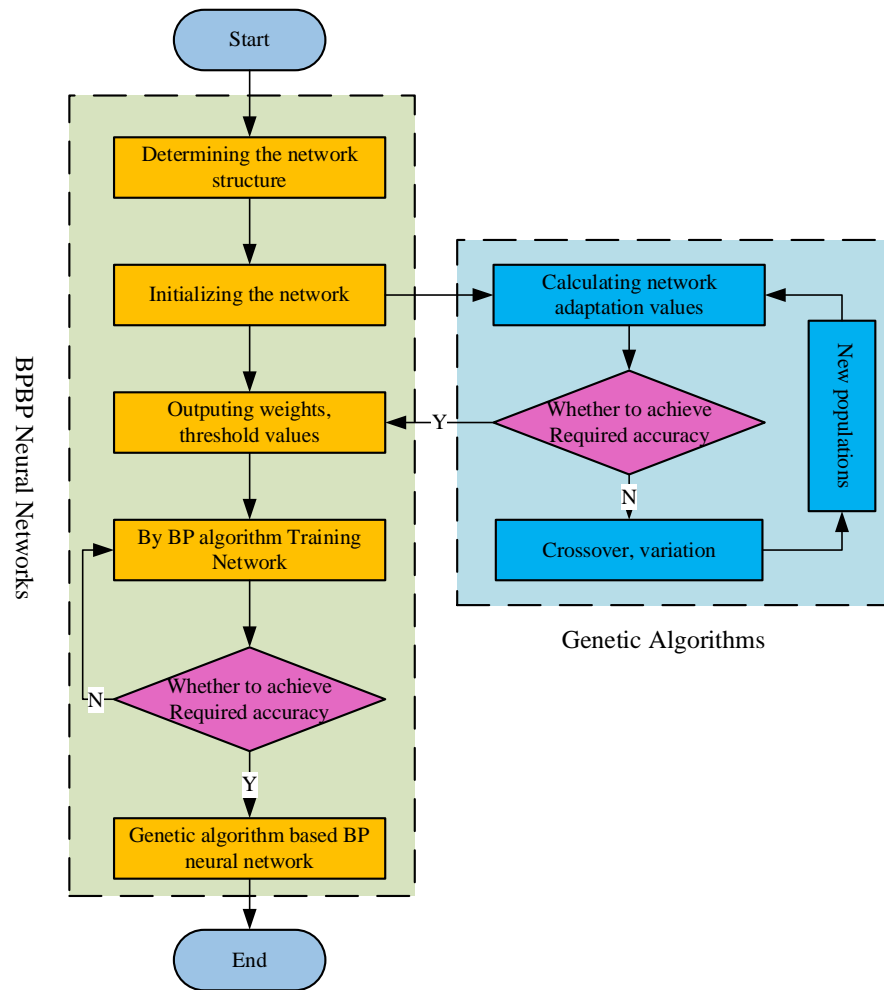 Start
Determining the network
structure
Initializing the network
Outputing weights,
threshold values
By BP algorithm Training
Network
Whether to achieve
Required accuracy
N
Y
Genetic algorithm based BP
neural network
End
BPBP Neural Networks
Calculating network
adaptation values
Whether to achieve
Required accuracy
Y
N
Crossover, variation
New populations
Genetic Algorithms